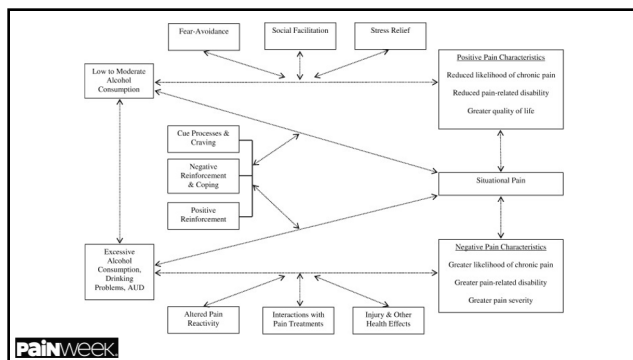 Fear-Avoidance
Social Facilitation
Stress Relief
Low to Moderate
Alcohol
Consumption
Positive Pain Characteristics
Reduced likelihood of chronic pain
Reduced pain-related disability
Greater quality of life
Cue Processes &
Craving
Negative
Reinforcement
& Coping
Positive
Reinforcement
Situational Pain
Excessive
Alcohol
Consumption,
Drinking
Problems, AUD
Negative Pain Characteristics
Greater likelihood of chronic pain
Greater pain-related disability
Greater pain severity
Altered Pain
Reactivity
Interactions with
Pain Treatments
Injury & Other
Health Effects
PAINWEEK.